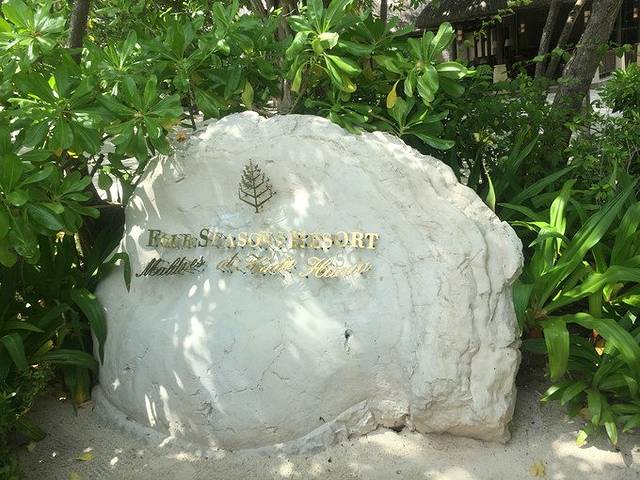 FOUR SEASONS RESORT
Maldives at Kuda Huraa